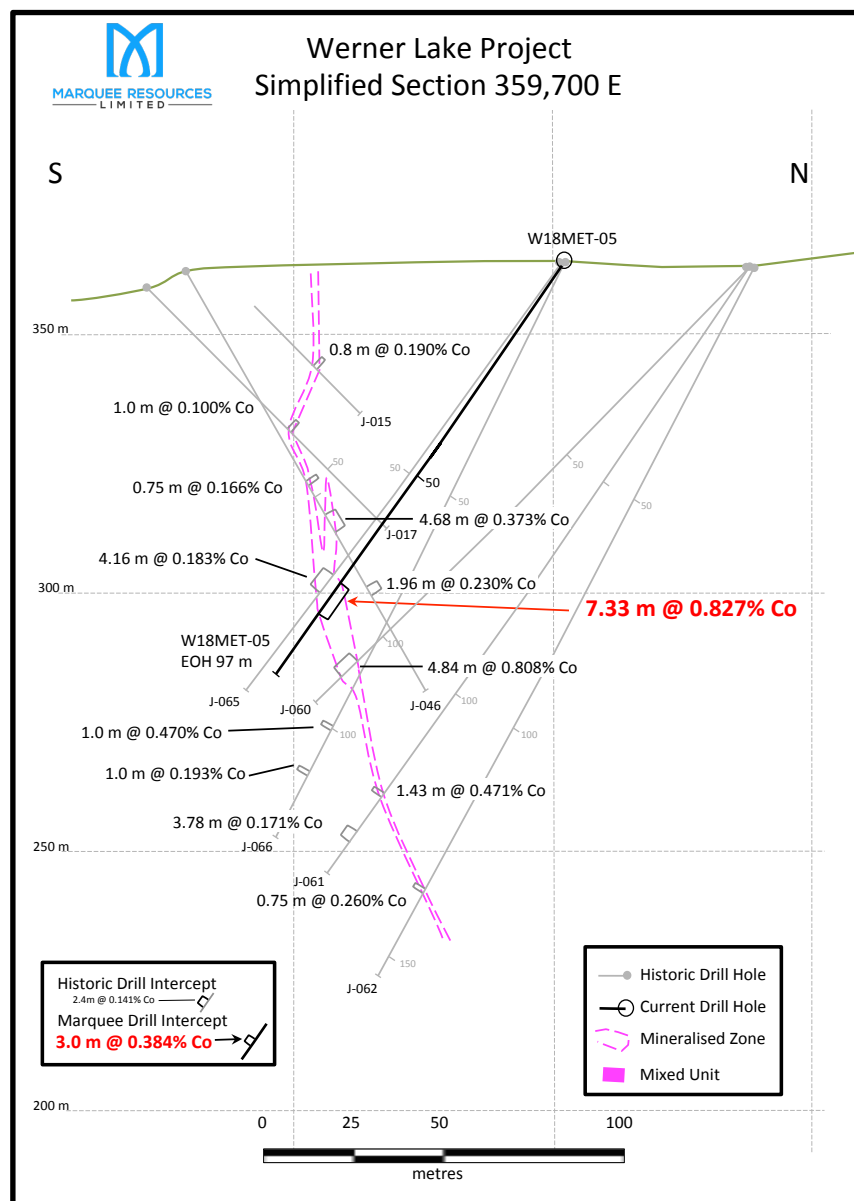 MARQUEE RESOURCES
LIMITED
Werner Lake Project
Simplified Section 359,700 E
S
N
W18MET-05
350 m
0.8 m @ 0.190% Co
J-015
1.0 m @ 0.100% Co
50
50
50
50
50
50
0.75 m @ 0.166% Co
4.68 m @ 0.373% Co
J-017
4.16 m @ 0.183% Co
1.96 m @ 0.230% Co
300 m
7.33 m @ 0.827% Co
W18MET-05
EOH 97 m
100
4.84 m @ 0.808% Co
J-065
J-060
J-046
100
1.0 m @ 0.470% Co
100
100
1.0 m @ 0.193% Co
1.43 m @ 0.471% Co
3.78 m @ 0.171% Co
J-066
250 m
J-061
0.75 m @ 0.260% Co
150
J-062
Historic Drill Intercept
2.4m @ 0.141% Co
Marquee Drill Intercept
3.0 m @ 0.384% Co
Historic Drill Hole
Current Drill Hole
Mineralised Zone
Mixed Unit
200 m
0 25 50 100
metres